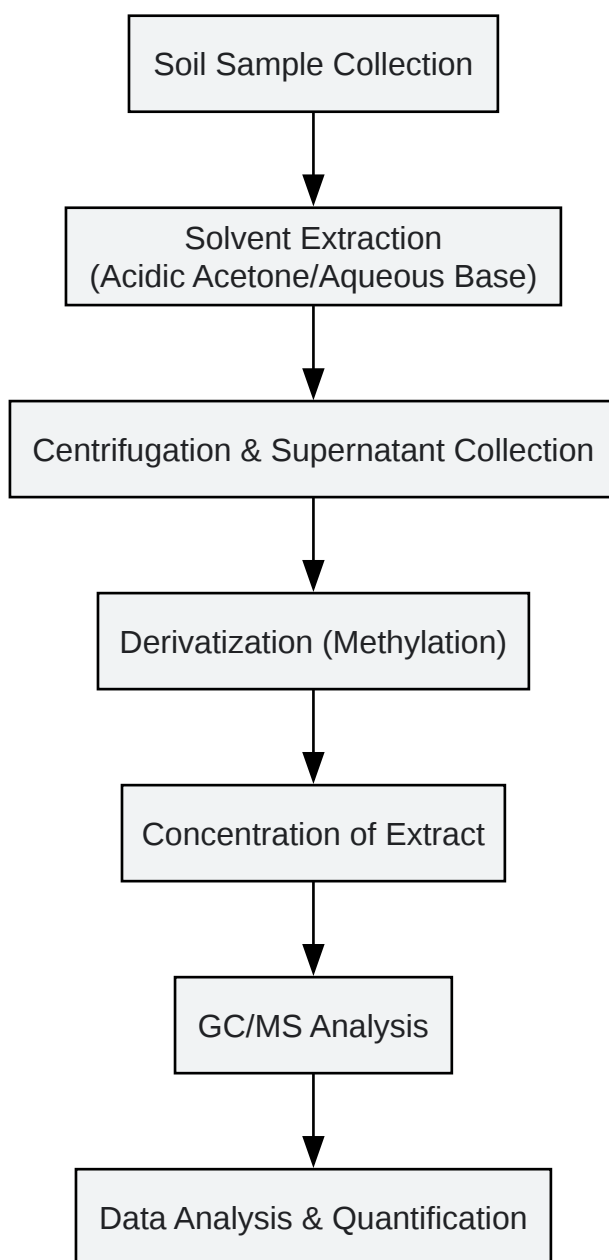 Soil Sample Collection
Solvent Extraction
(Acidic Acetone/Aqueous Base)
Centrifugation & Supernatant Collection
Derivatization (Methylation)
Concentration of Extract
GC/MS Analysis
Data Analysis & Quantification